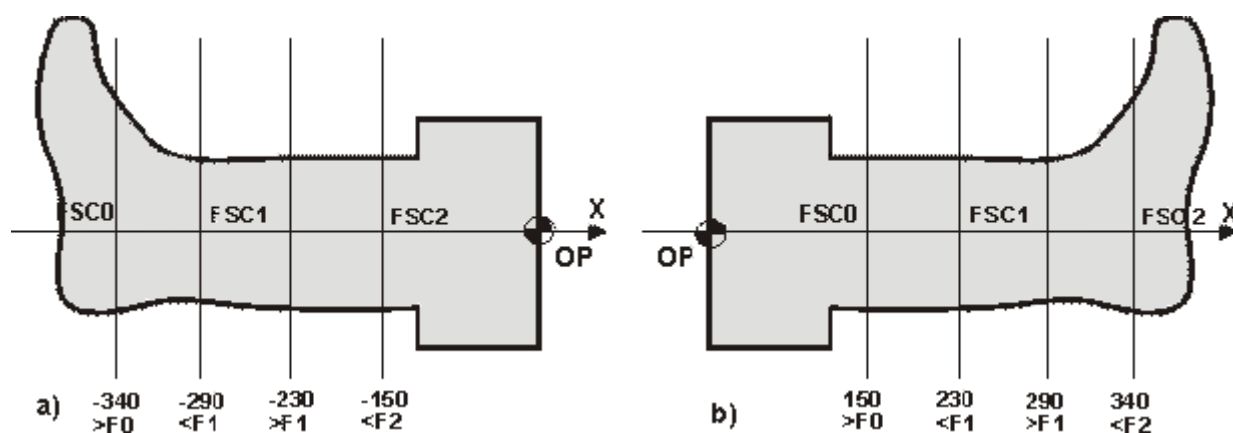 FSC0 FSC1 FSC2 X
OP
a) -340 -290 -230 -150
>F0 <F1 >F1 <F2
FSC0 FSC1 FSC2 X
OP
b) 150 230 290 340
>F0 <F1 >F1 <F2